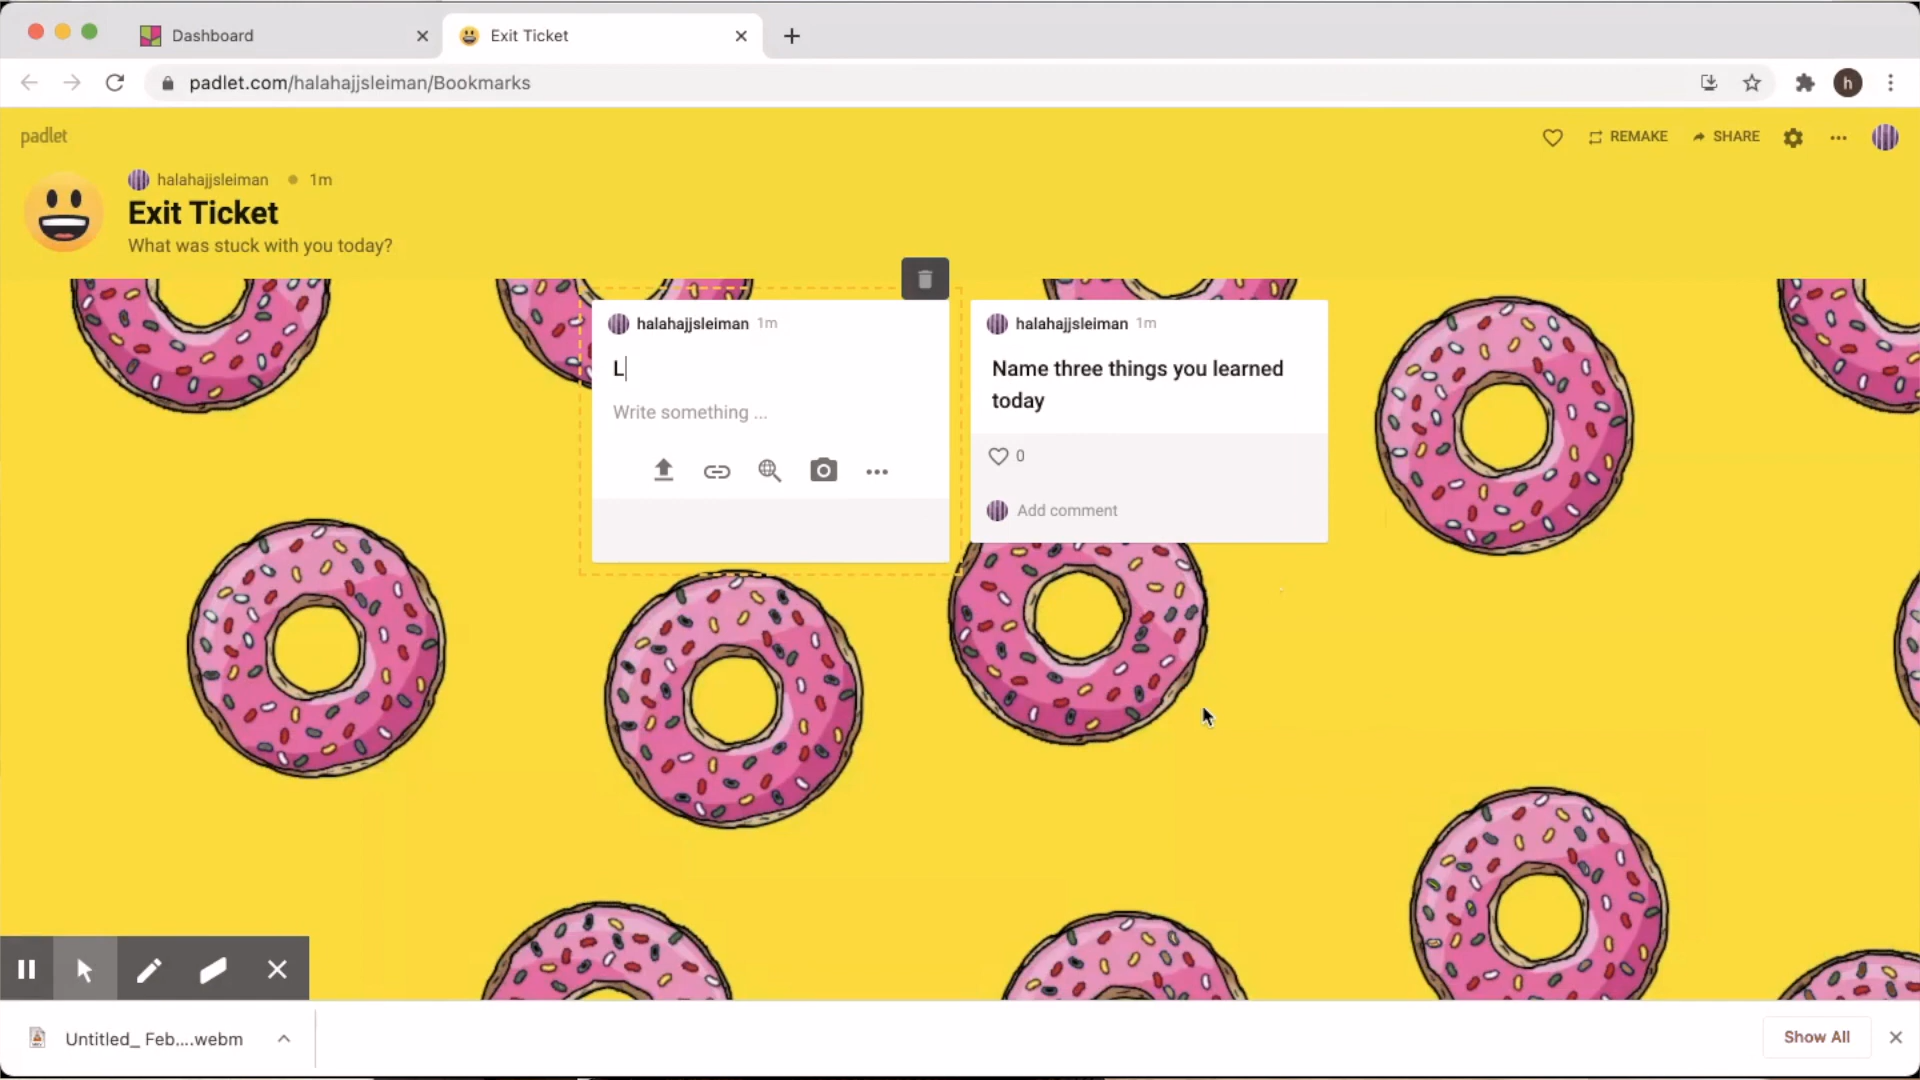 Dashboard
Exit Ticket
padlet.com/halahajjsleiman/Bookmarks
h
padlet
REMAKE
SHARE
halahajjsleiman 1m
Exit Ticket
What was stuck with you today?
halahajjsleiman 1m
L
Write something ...
halahajjsleiman 1m
Name three things you learned
today
0
Add comment
Untitled_ Feb....webm
Show All